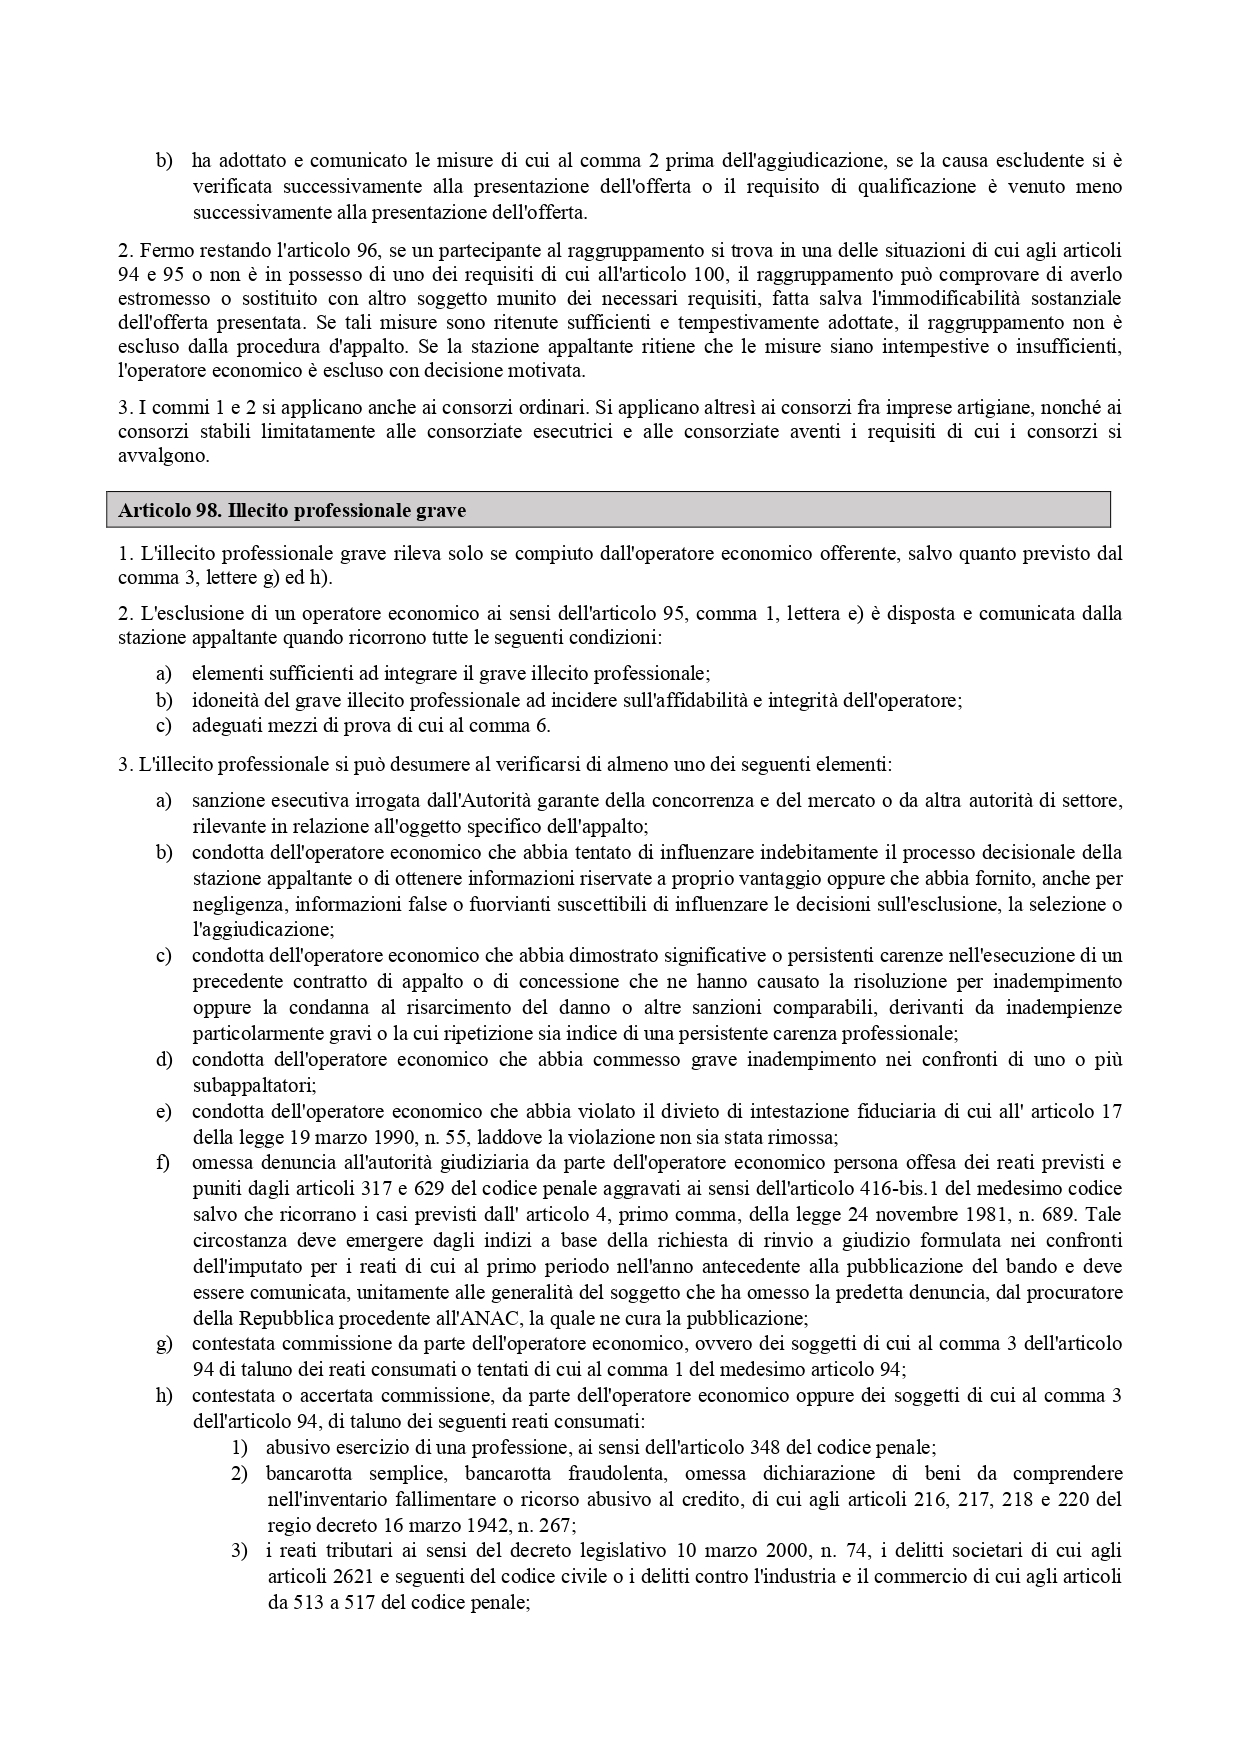 b) ha adottato e comunicato le misure di cui al comma 2 prima dell'aggiudicazione, se la causa escludente si è
verificata successivamente alla presentazione dell'offerta o il requisito di qualificazione è venuto meno
successivamente alla presentazione dell'offerta.
2. Fermo restando l'articolo 96, se un partecipante al raggruppamento si trova in una delle situazioni di cui agli articoli
94 e 95 o non è in possesso di uno dei requisiti di cui all'articolo 100, il raggruppamento può comprovare di averlo
estromesso o sostituito con altro soggetto munito dei necessari requisiti, fatta salva l'immodificabilità sostanziale
dell'offerta presentata. Se tali misure sono ritenute sufficienti e tempestivamente adottate, il raggruppamento non è
escluso dalla procedura d'appalto. Se la stazione appaltante ritiene che le misure siano intempestive o insufficienti,
l'operatore economico è escluso con decisione motivata.
3. I commi 1 e 2 si applicano anche ai consorzi ordinari. Si applicano altresì ai consorzi fra imprese artigiane, nonché ai
consorzi stabili limitatamente alle consorziate esecutrici e alle consorziate aventi i requisiti di cui i consorzi si
avvalgono.
Articolo 98. Illecito professionale grave
1. L'illecito professionale grave rileva solo se compiuto dall'operatore economico offerente, salvo quanto previsto dal
comma 3, lettere g) ed h).
2. L'esclusione di un operatore economico ai sensi dell'articolo 95, comma 1, lettera e) è disposta e comunicata dalla
stazione appaltante quando ricorrono tutte le seguenti condizioni:
a) elementi sufficienti ad integrare il grave illecito professionale;
b) idoneità del grave illecito professionale ad incidere sull'affidabilità e integrità dell'operatore;
c) adeguati mezzi di prova di cui al comma 6.
3. L'illecito professionale si può desumere al verificarsi di almeno uno dei seguenti elementi:
a) sanzione esecutiva irrogata dall'Autorità garante della concorrenza e del mercato o da altra autorità di settore,
rilevante in relazione all'oggetto specifico dell'appalto;
b) condotta dell'operatore economico che abbia tentato di influenzare indebitamente il processo decisionale della
stazione appaltante o di ottenere informazioni riservate a proprio vantaggio oppure che abbia fornito, anche per
negligenza, informazioni false o fuorvianti suscettibili di influenzare le decisioni sull'esclusione, la selezione o
l'aggiudicazione;
c) condotta dell'operatore economico che abbia dimostrato significative o persistenti carenze nell'esecuzione di un
precedente contratto di appalto o di concessione che ne hanno causato la risoluzione per inadempimento
oppure la condanna al risarcimento del danno o altre sanzioni comparabili, derivanti da inadempienze
particolarmente gravi o la cui ripetizione sia indice di una persistente carenza professionale;
d) condotta dell'operatore economico che abbia commesso grave inadempimento nei confronti di uno o più
subappaltatori;
e) condotta dell'operatore economico che abbia violato il divieto di intestazione fiduciaria di cui all' articolo 17
della legge 19 marzo 1990, n. 55, laddove la violazione non sia stata rimossa;
f) omessa denuncia all'autorità giudiziaria da parte dell'operatore economico persona offesa dei reati previsti e
puniti dagli articoli 317 e 629 del codice penale aggravati ai sensi dell'articolo 416-bis.1 del medesimo codice
salvo che ricorrano i casi previsti dall' articolo 4, primo comma, della legge 24 novembre 1981, n. 689. Tale
circostanza deve emergere dagli indizi a base della richiesta di rinvio a giudizio formulata nei confronti
dell'imputato per i reati di cui al primo periodo nell'anno antecedente alla pubblicazione del bando e deve
essere comunicata, unitamente alle generalità del soggetto che ha omesso la predetta denuncia, dal procuratore
della Repubblica procedente all'ANAC, la quale ne cura la pubblicazione;
g) contestata commissione da parte dell'operatore economico, ovvero dei soggetti di cui al comma 3 dell'articolo
94 di taluno dei reati consumati o tentati di cui al comma 1 del medesimo articolo 94;
h) contestata o accertata commissione, da parte dell'operatore economico oppure dei soggetti di cui al comma 3
dell'articolo 94, di taluno dei seguenti reati consumati:
1) abusivo esercizio di una professione, ai sensi dell'articolo 348 del codice penale;
2) bancarotta semplice, bancarotta fraudolenta, omessa dichiarazione di beni da comprendere
nell'inventario fallimentare o ricorso abusivo al credito, di cui agli articoli 216, 217, 218 e 220 del
regio decreto 16 marzo 1942, n. 267;
3) i reati tributari ai sensi del decreto legislativo 10 marzo 2000, n. 74, i delitti societari di cui agli
articoli 2621 e seguenti del codice civile o i delitti contro l'industria e il commercio di cui agli articoli
da 513 a 517 del codice penale;